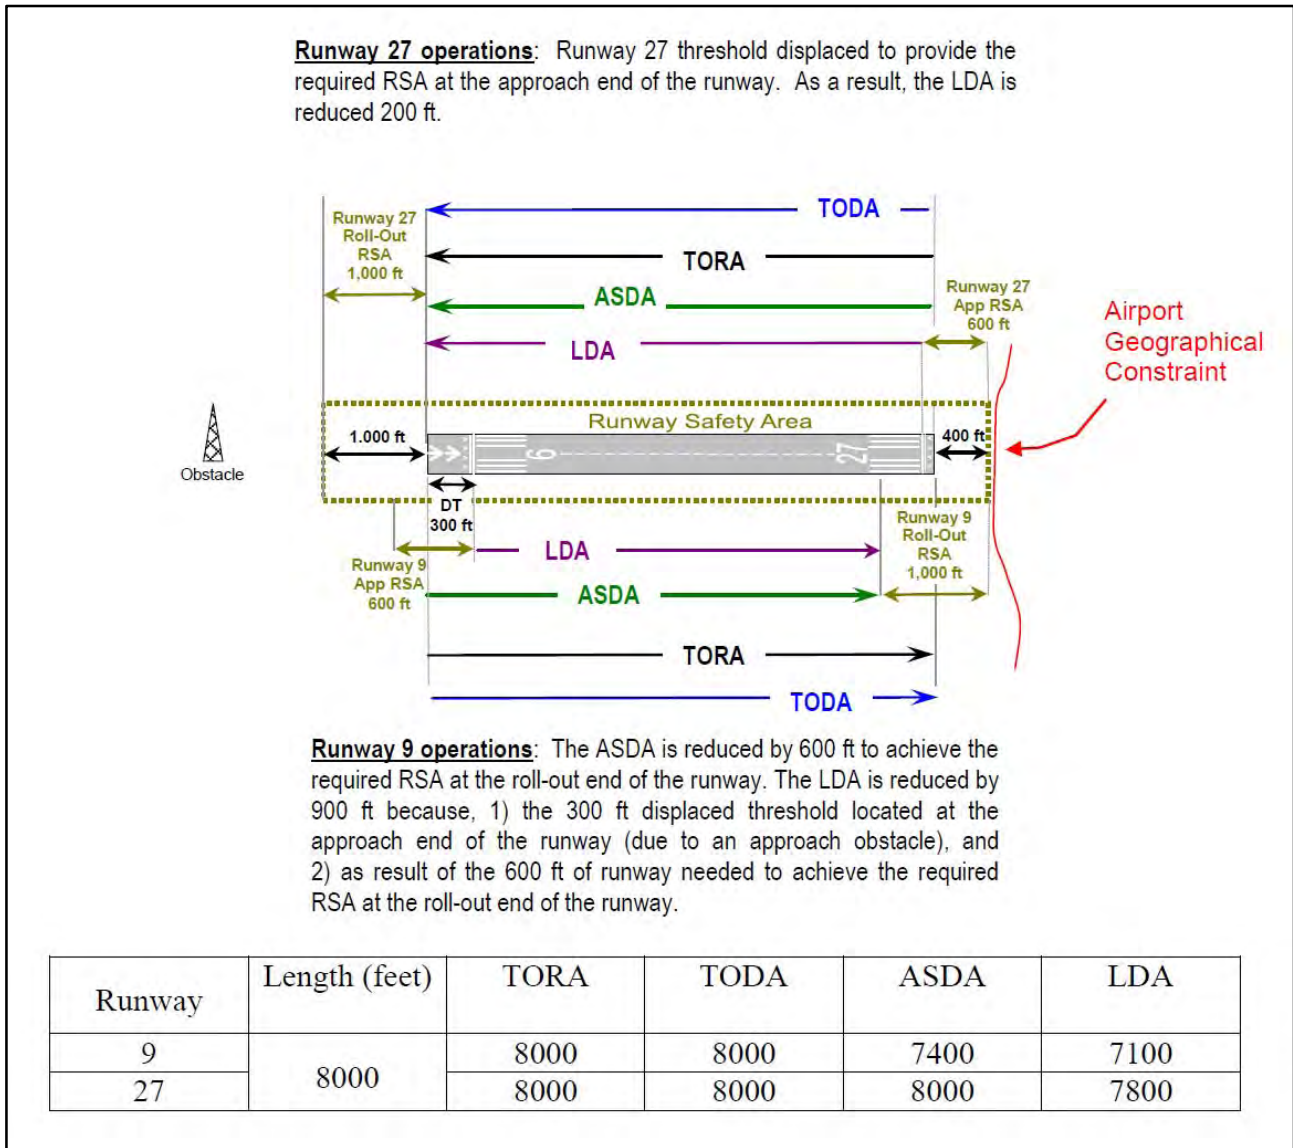 Runway 27 operations: Runway 27 threshold displaced to provide the
required RSA at the approach end of the runway. As a result, the LDA is
reduced 200 ft.
TODA
Runway 27
Roll-Out
RSA
1,000 ft
TORA
ASDA
Runway 27
App RSA
600 ft
LDA
Airport
Geographical
Constraint
Runway Safety Area
1.000 ft
9
27
400 ft
Obstacle
DT
300 ft
Runway 9
Roll-Out
RSA
1,000 ft
LDA
Runway 9
App RSA
600 ft
ASDA
TORA
TODA
Runway 9 operations: The ASDA is reduced by 600 ft to achieve the
required RSA at the roll-out end of the runway. The LDA is reduced by
900 ft because, 1) the 300 ft displaced threshold located at the
approach end of the runway (due to an approach obstacle), and
2) as result of the 600 ft of runway needed to achieve the required
RSA at the roll-out end of the runway.
Runway Length (feet) TORA TODA ASDA LDA
9 8000 8000 8000 7400 7100
27 8000 8000 8000 7800